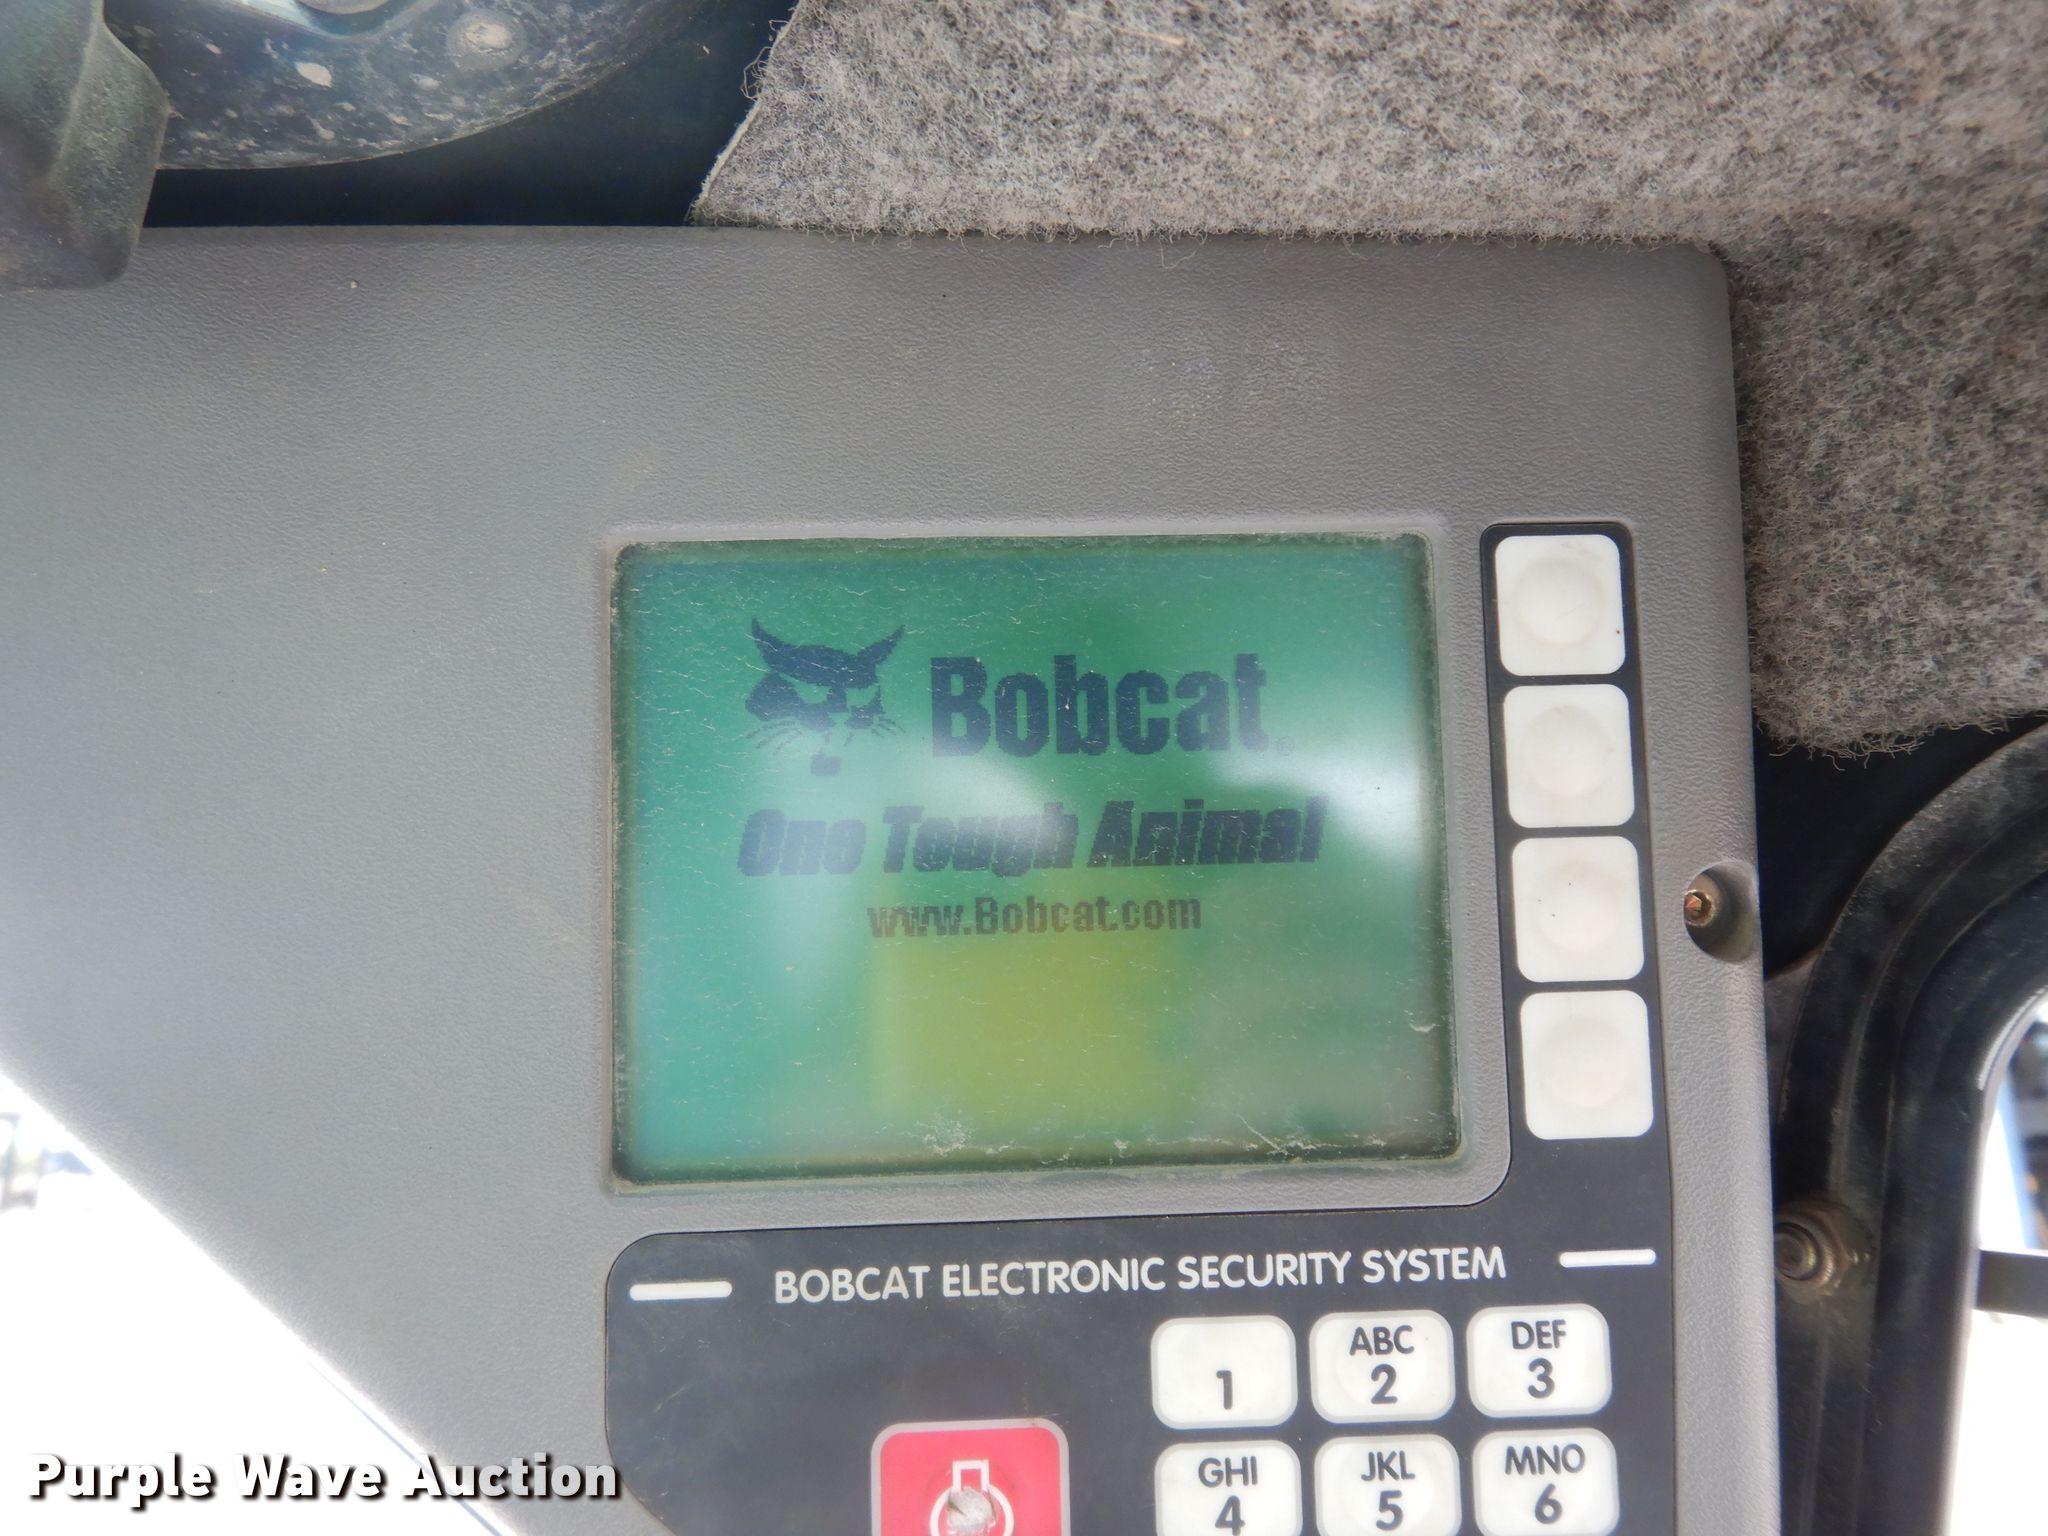 Bobcat®
One Tough Animal
www.Bobcat.com
BOBCAT ELECTRONIC SECURITY SYSTEM
1
ABC
2
DEF
3
GHI
4
JKL
5
MNO
6
Purple Wave Auction